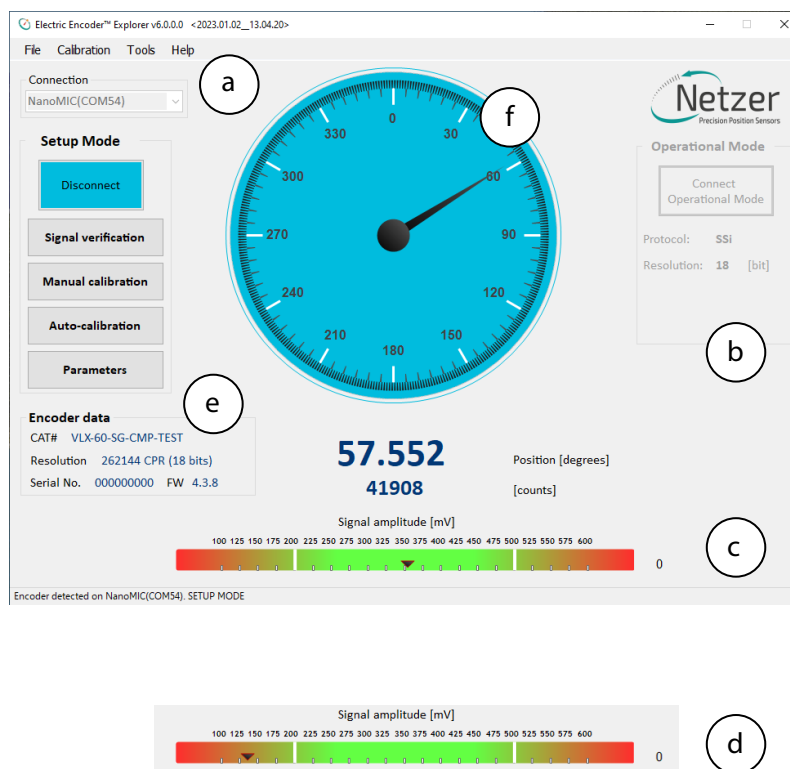 Electric Encoder™ Explorer v6.0.0.0 <2023.01.02__13.04.20>
File Calibration Tools Help
Connection
NanoMIC(COM54)
a
Setup Mode
Disconnect
Signal verification
Manual calibration
Auto-calibration
Parameters
e
Encoder data
CAT# VLX-60-SG-CMP-TEST
Resolution 262144 CPR (18 bits)
Serial No. 000000000 FW 4.3.8
f
0
30
60
90
120
150
180
210
240
270
300
330
57.552 Position [degrees]
41908 [counts]
Netzer
Precision Position Sensors
Operational Mode
Connect
Operational Mode
Protocol: SSi
Resolution: 18 [bit]
b
Signal amplitude [mV]
100 125 150 175 200 225 250 275 300 325 350 375 400 425 450 475 500 525 550 575 600
0
c
Encoder detected on NanoMIC(COM54). SETUP MODE
Signal amplitude [mV]
100 125 150 175 200 225 250 275 300 325 350 375 400 425 450 475 500 525 550 575 600
0
d